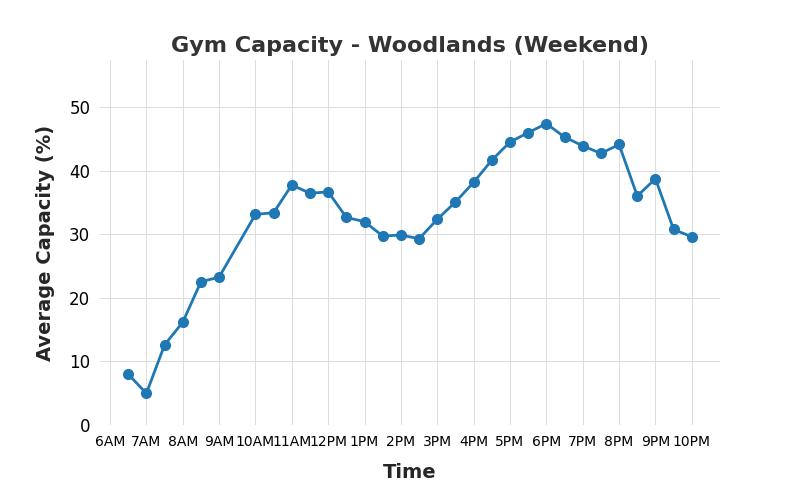 Gym Capacity - Woodlands (Weekend)
Average Capacity (%)
50
40
30
20
10
0
6AM 7AM 8AM 9AM 10AM 11AM 12PM 1PM 2PM 3PM 4PM 5PM 6PM 7PM 8PM 9PM 10PM
Time